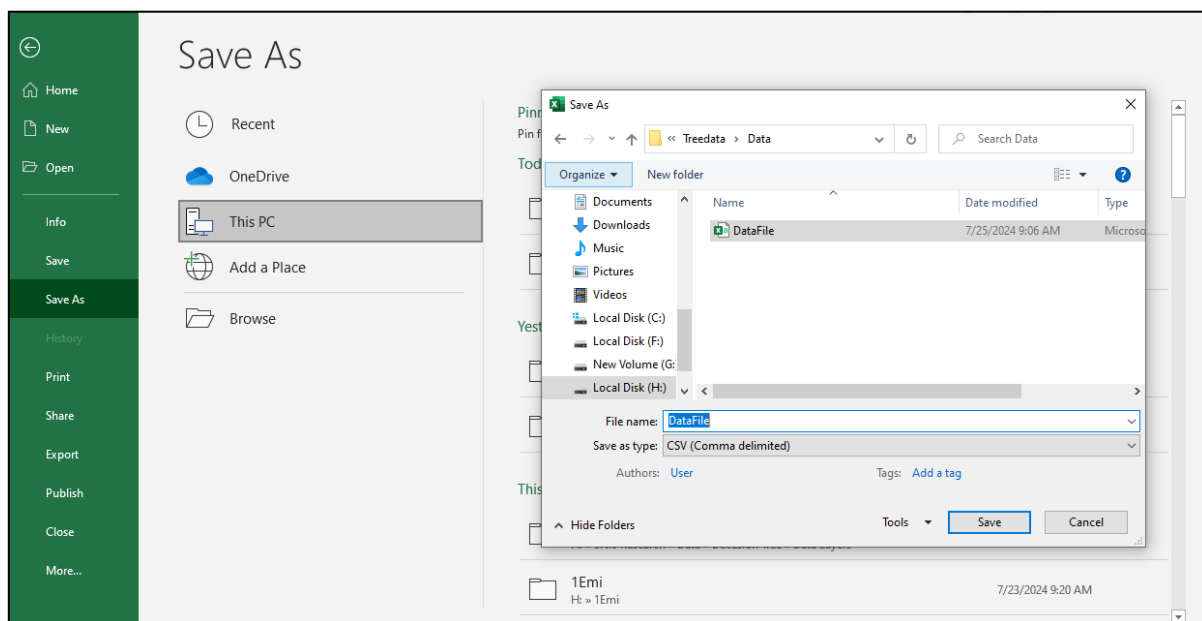 Save As
Home
New
Open
Info
Save
Save As
History
Print
Share
Export
Publish
Close
More...
Recent
OneDrive
This PC
Add a Place
Browse
Pin f
Yest
This
1Emi
H: » 1Emi
7/23/2024 9:20 AM
Save As
« Treedata > Data
Search Data
Organize
New folder
?
Documents
Downloads
Music
Pictures
Videos
Local Disk (C:)
Local Disk (F:)
New Volume (G:
Local Disk (H:)
Name Date modified Type
DataFile 7/25/2024 9:06 AM Microso
File name: DataFile
Save as type: CSV (Comma delimited)
Authors: User Tags: Add a tag
Hide Folders
Tools Save Cancel